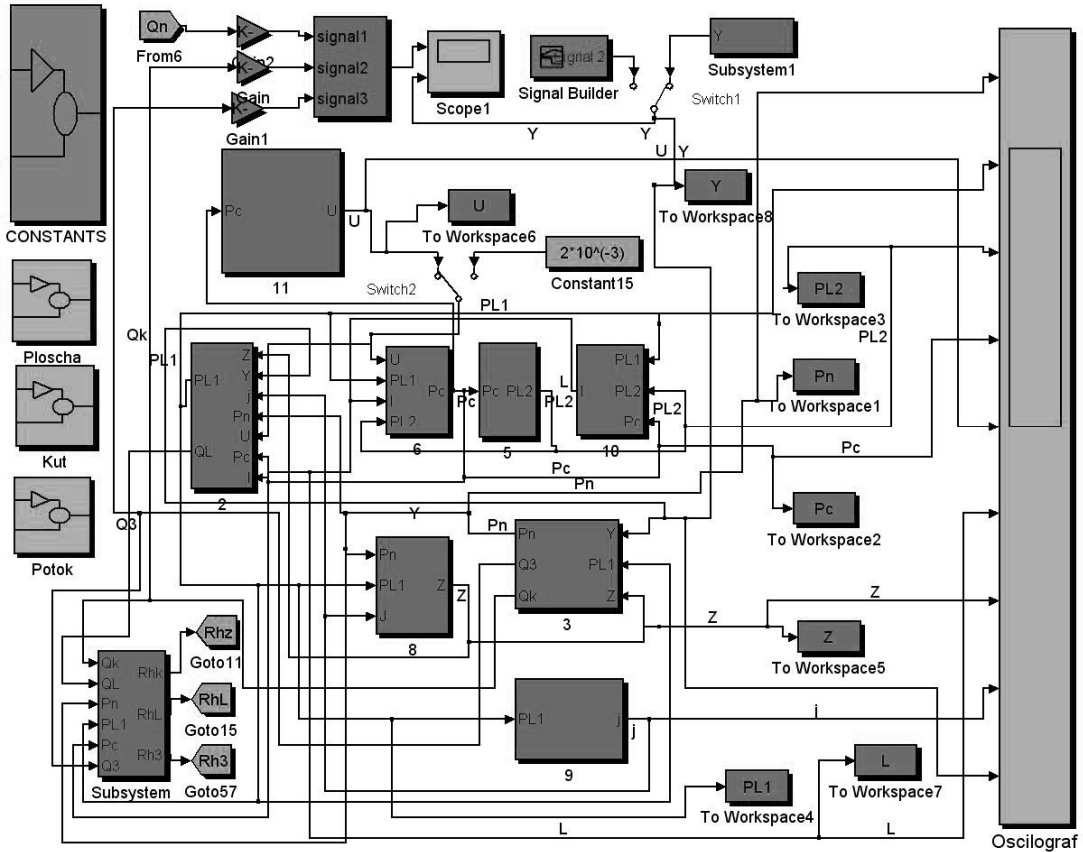 Qn
From6
K-
Gain2
K-
Gain
K-
Gain1
signal1
signal2
signal3
Scope1
Signal 2
Signal Builder
Y
Subsystem1
Switch1
Y
Y
U
Y
CONSTANTS
Pc
U
U
11
U
To Workspace6
Y
To Workspace8
2*10^(-3)
Constant15
Switch2
PL1
PL2
To Workspace3
PL2
Ploscha
Qk
PL1
PL1
QL
Z
Y
j
Pn
U
Pc
I
2
U
PL1
I
PL2
Pc
6
Pc
Pc
PL2
5
PL2
L
I
PL1
PL2
Pc
10
PL2
Pn
To Workspace1
Kut
Pc
Pn
Pc
Pc
To Workspace2
Potok
Q3
Y
Pn
Pn
PL1
J
Z
8
Z
Pn
Q3
Qk
Y
PL1
Z
3
Z
Z
Z
To Workspace5
Qk
QL
Pn
PL1
Pc
Q3
Rhk
RhL
Rh3
Subsystem
Rhz
Goto11
RhL
Goto15
Rh3
Goto57
PL1
j
j
9
i
L
To Workspace7
PL1
To Workspace4
L
L
Oscilograf